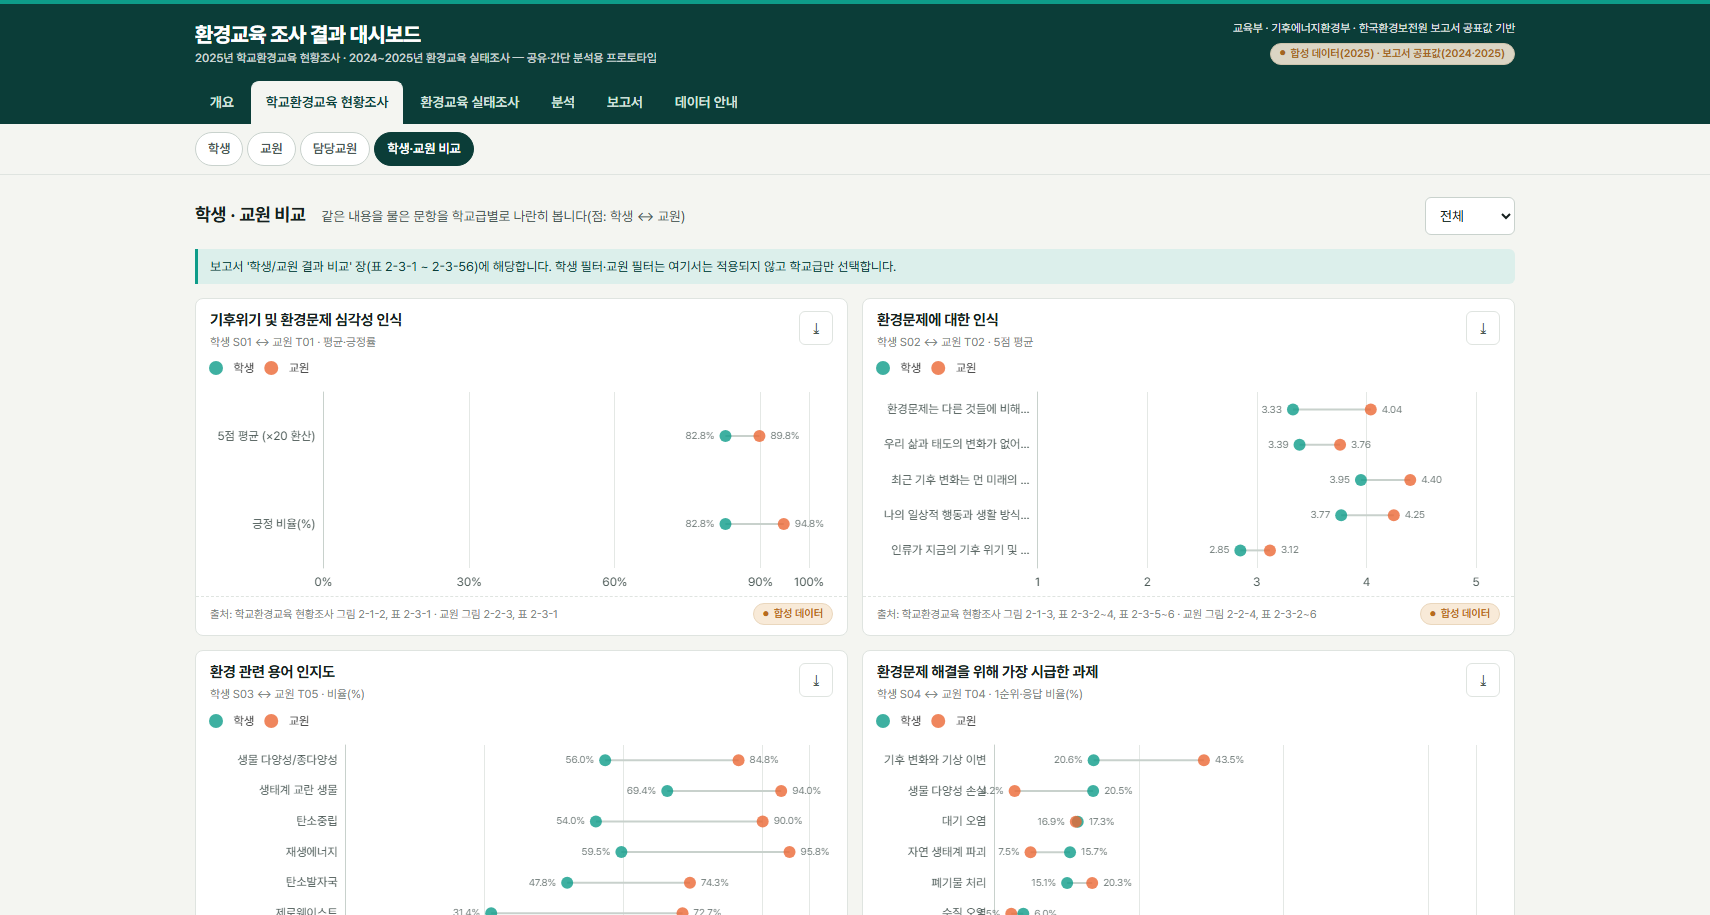 환경교육 조사 결과 대시보드
2025년 학교환경교육 현황조사 · 2024~2025년 환경교육 실태조사 — 공유·간단 분석용 프로토타입
교육부 · 기후에너지환경부 · 한국환경보전원 보고서 공표값 기반
합성 데이터(2025) · 보고서 공표값(2024·2025)
개요 학교환경교육 현황조사 환경교육 실태조사 분석 보고서 데이터 안내
학생 교원 담당교원 학생·교원 비교
학생 · 교원 비교 같은 내용을 물은 문항을 학교급별로 나란히 봅니다(점: 학생 ↔ 교원)
전체
보고서 '학생/교원 결과 비교' 장(표 2-3-1 ~ 2-3-56)에 해당합니다. 학생 필터·교원 필터는 여기서는 적용되지 않고 학교급만 선택합니다.
기후위기 및 환경문제 심각성 인식
학생 S01 ↔ 교원 T01 · 평균·긍정률
학생 교원
5점 평균 (×20 환산) 82.8% 89.8%
긍정 비율(%) 82.8% 94.8%
0% 30% 60% 90% 100%
출처: 학교환경교육 현황조사 그림 2-1-2, 표 2-3-1 · 교원 그림 2-2-3, 표 2-3-1
합성 데이터
환경문제에 대한 인식
학생 S02 ↔ 교원 T02 · 5점 평균
학생 교원
환경문제는 다른 것들에 비해... 3.33 4.04
우리 삶과 태도의 변화가 없어... 3.39 3.76
최근 기후 변화는 먼 미래의 ... 3.95 4.40
나의 일상적 행동과 생활 방식... 3.77 4.25
인류가 지금의 기후 위기 및 ... 2.85 3.12
1 2 3 4 5
출처: 학교환경교육 현황조사 그림 2-1-3, 표 2-3-2~4, 표 2-3-5~6 · 교원 그림 2-2-4, 표 2-3-2~6
합성 데이터
환경 관련 용어 인지도
학생 S03 ↔ 교원 T05 · 비율(%)
학생 교원
생물 다양성/종다양성 56.0% 84.8%
생태계 교란 생물 69.4% 94.0%
탄소중립 54.0% 90.0%
재생에너지 59.5% 95.8%
탄소발자국 47.8% 74.3%
제로웨이스트 31.4% 72.7%
환경문제 해결을 위해 가장 시급한 과제
학생 S04 ↔ 교원 T04 · 1순위·응답 비율(%)
학생 교원
기후 변화와 기상 이변 20.6% 43.5%
생물 다양성 손실 20.5%
대기 오염 16.9% 17.3%
자연 생태계 파괴 7.5% 15.7%
폐기물 처리 15.1% 20.3%
수질 오염 6.0%